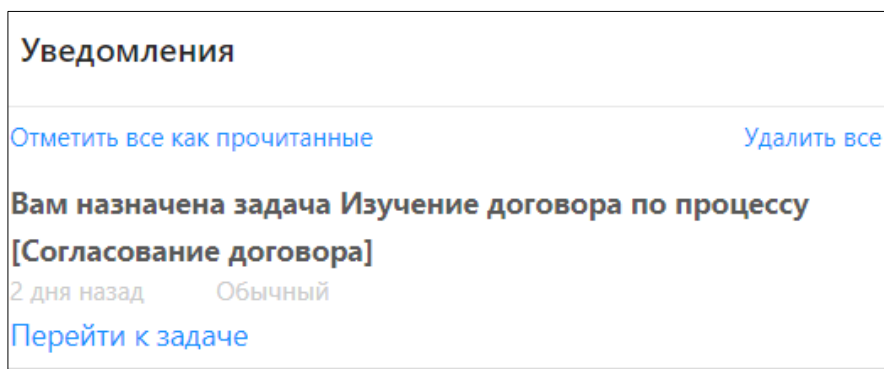 Уведомления
Отметить все как прочитанные Удалить все
Вам назначена задача Изучение договора по процессу
[Согласование договора]
2 дня назад Обычный
Перейти к задаче